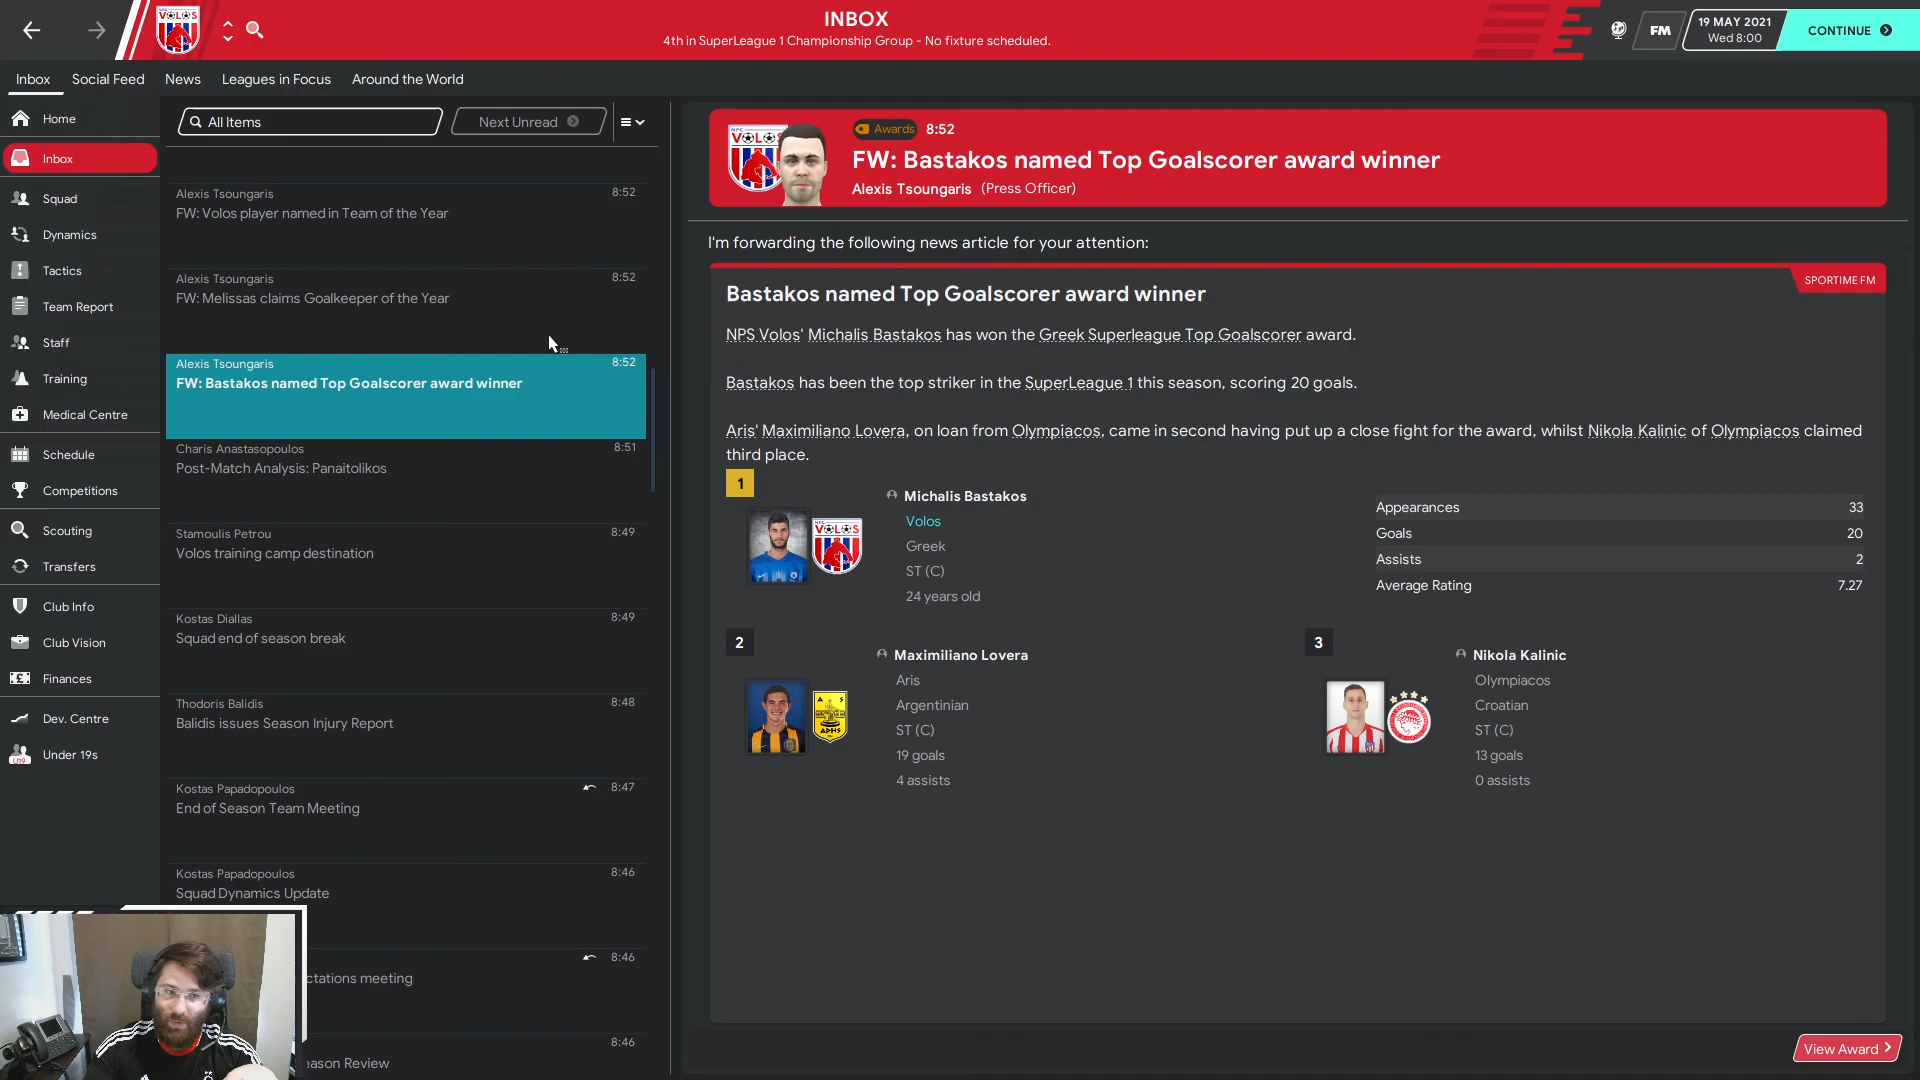 INBOX
4th in SuperLeague 1 Championship Group - No fixture scheduled.
FM
19 MAY 2021
Wed 8:00
CONTINUE
Inbox
Social Feed
News
Leagues in Focus
Around the World
Home
Inbox
Squad
Dynamics
Tactics
Team Report
Staff
Training
Medical Centre
Schedule
Competitions
Scouting
Transfers
Club Info
Club Vision
Finances
Dev. Centre
Under 19s
All Items
Next Unread
Alexis Tsoungaris 8:52
FW: Volos player named in Team of the Year
Alexis Tsoungaris 8:52
FW: Melissas claims Goalkeeper of the Year
Alexis Tsoungaris 8:52
FW: Bastakos named Top Goalscorer award winner
Charis Anastasopoulos 8:51
Post-Match Analysis: Panaitolikos
Stamoulis Petrou 8:49
Volos training camp destination
Kostas Diallas 8:49
Squad end of season break
Thodoris Balidis 8:48
Balidis issues Season Injury Report
Kostas Papadopoulos 8:47
End of Season Team Meeting
Kostas Papadopoulos 8:46
Squad Dynamics Update
8:46
ctations meeting
8:46
eason Review
Awards 8:52
FW: Bastakos named Top Goalscorer award winner
Alexis Tsoungaris (Press Officer)
I'm forwarding the following news article for your attention:
SPORTIME FM
Bastakos named Top Goalscorer award winner
NPS Volos' Michalis Bastakos has won the Greek Superleague Top Goalscorer award.
Bastakos has been the top striker in the SuperLeague 1 this season, scoring 20 goals.
Aris' Maximiliano Lovera, on loan from Olympiacos, came in second having put up a close fight for the award, whilst Nikola Kalinic of Olympiacos claimed
third place.
1
Michalis Bastakos
Volos
Greek
ST (C)
24 years old
Appearances 33
Goals 20
Assists 2
Average Rating 7.27
2
Maximiliano Lovera
Aris
Argentinian
ST (C)
19 goals
4 assists
3
Nikola Kalinic
Olympiacos
Croatian
ST (C)
13 goals
0 assists
View Award